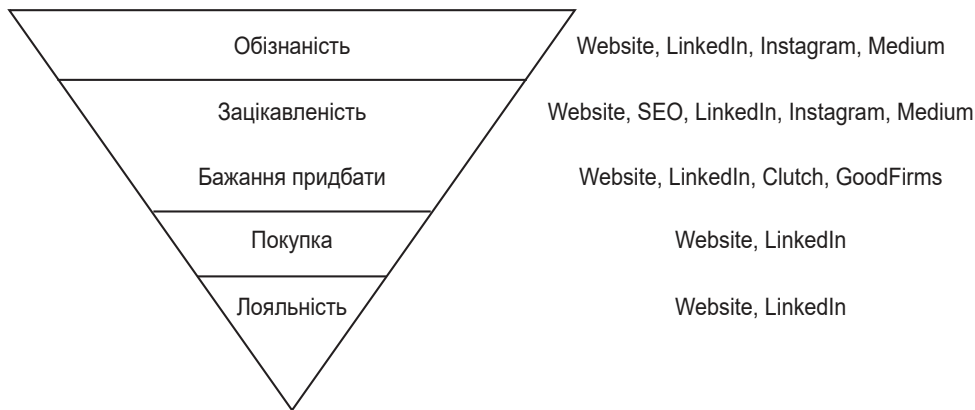 Обізнаність Website, LinkedIn, Instagram, Medium
Зацікавленість Website, SEO, LinkedIn, Instagram, Medium
Бажання придбати Website, LinkedIn, Clutch, GoodFirms
Покупка Website, LinkedIn
Лояльність Website, LinkedIn